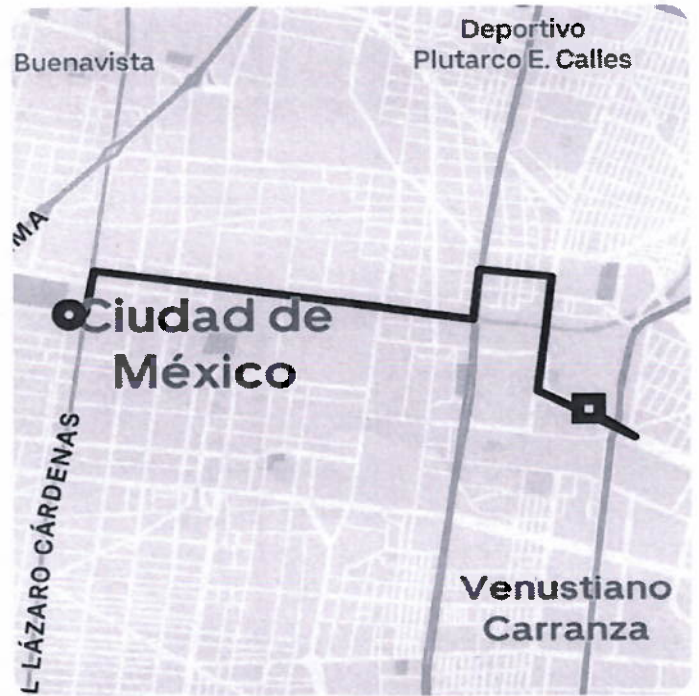 Deportivo
Buenavista
Plutarco E. Calles
MA
Ciudad de
México
L LÁZARO CÁRDENAS
Venustiano
Carranza